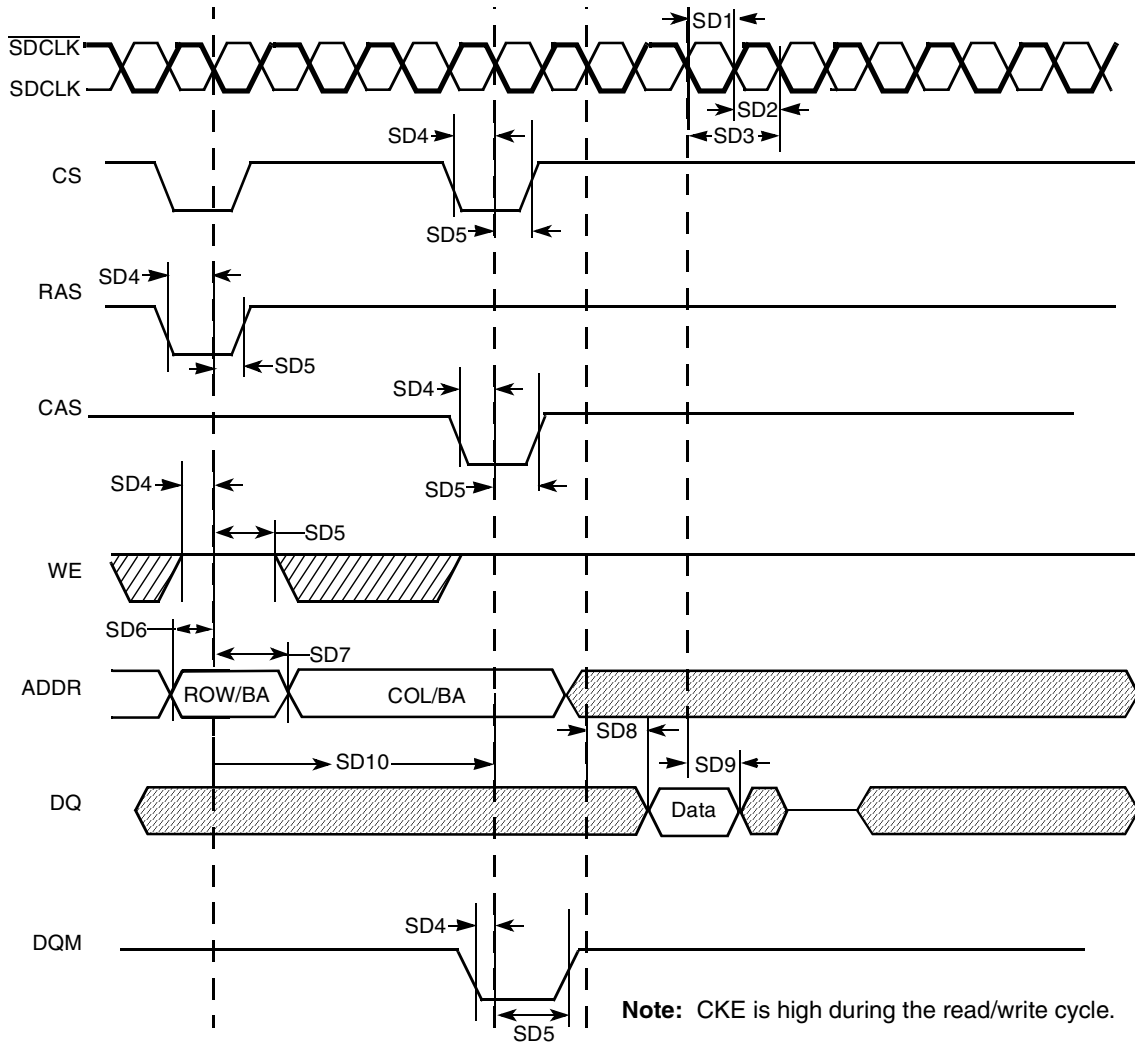 SD1
SDCLK
SDCLK
SD2
SD4
SD3
CS
SD5
SD4
RAS
SD5
SD4
CAS
SD4
SD5
SD5
WE
SD6
SD7
ADDR
ROW/BA
COL/BA
SD8
SD10
SD9
DQ
Data
SD4
DQM
Note: CKE is high during the read/write cycle.
SD5